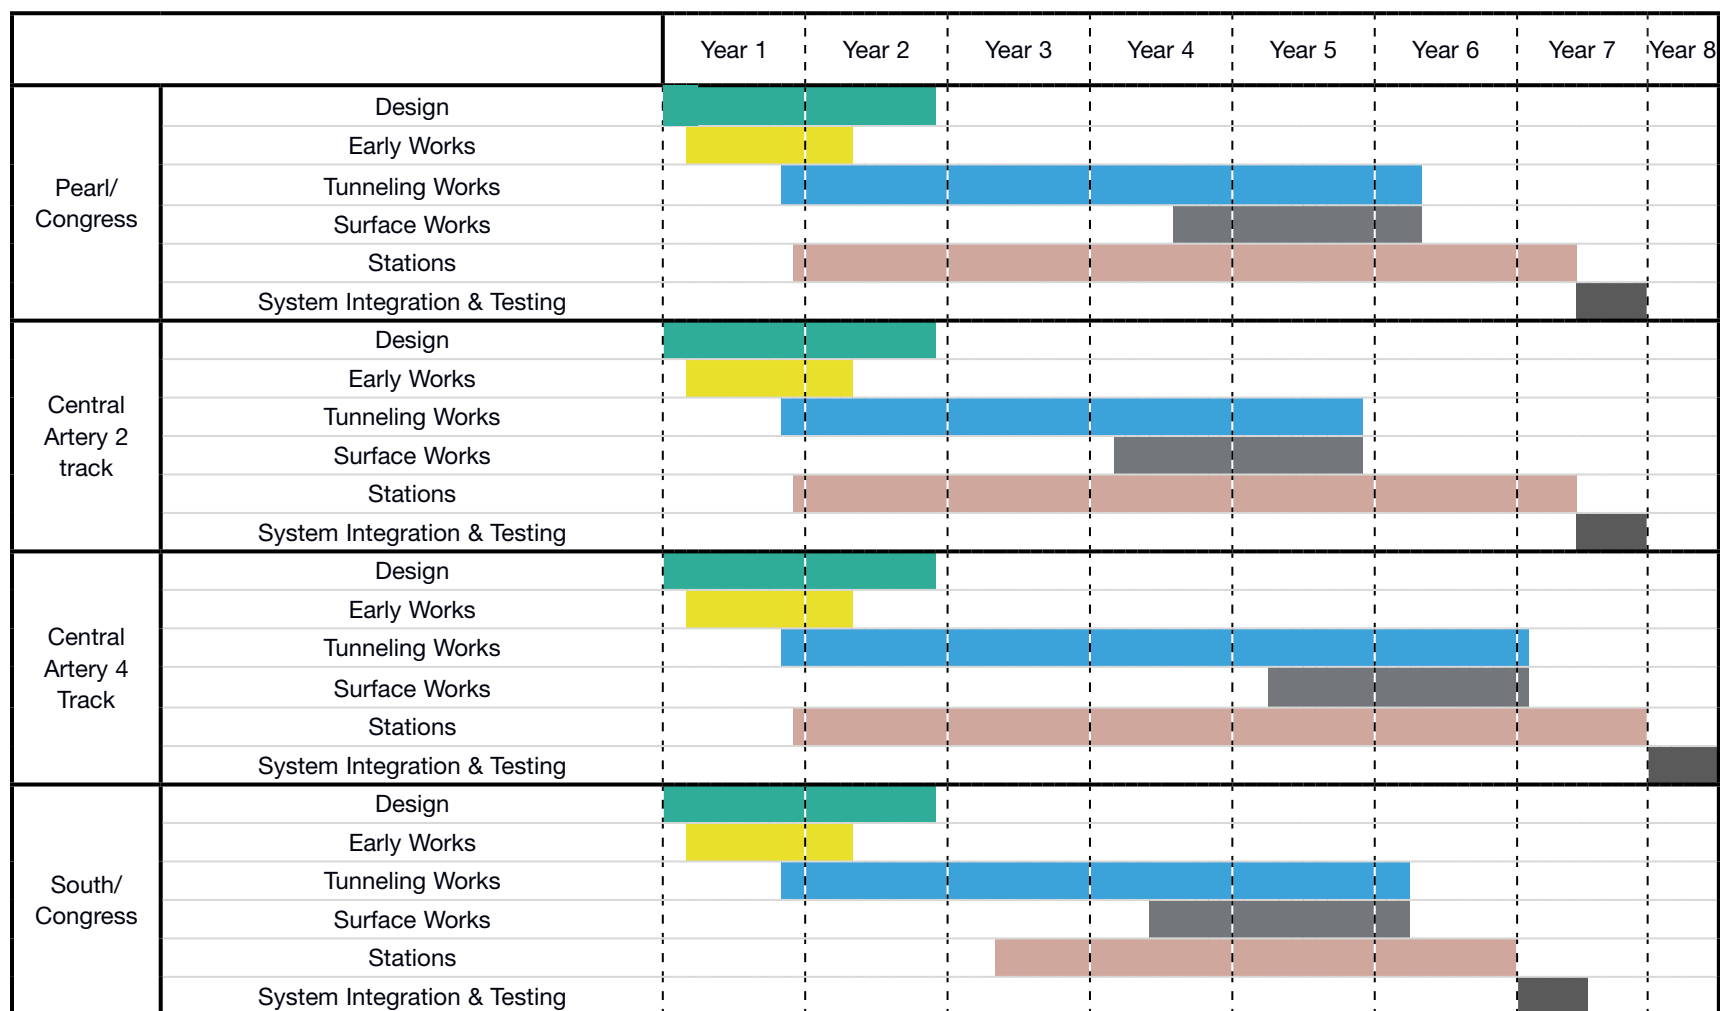 Year 1 Year 2 Year 3 Year 4 Year 5 Year 6 Year 7 Year 8
Pearl/
Congress
Design
Early Works
Tunneling Works
Surface Works
Stations
System Integration & Testing
Central
Artery 2
track
Design
Early Works
Tunneling Works
Surface Works
Stations
System Integration & Testing
Central
Artery 4
Track
Design
Early Works
Tunneling Works
Surface Works
Stations
System Integration & Testing
South/
Congress
Design
Early Works
Tunneling Works
Surface Works
Stations
System Integration & Testing